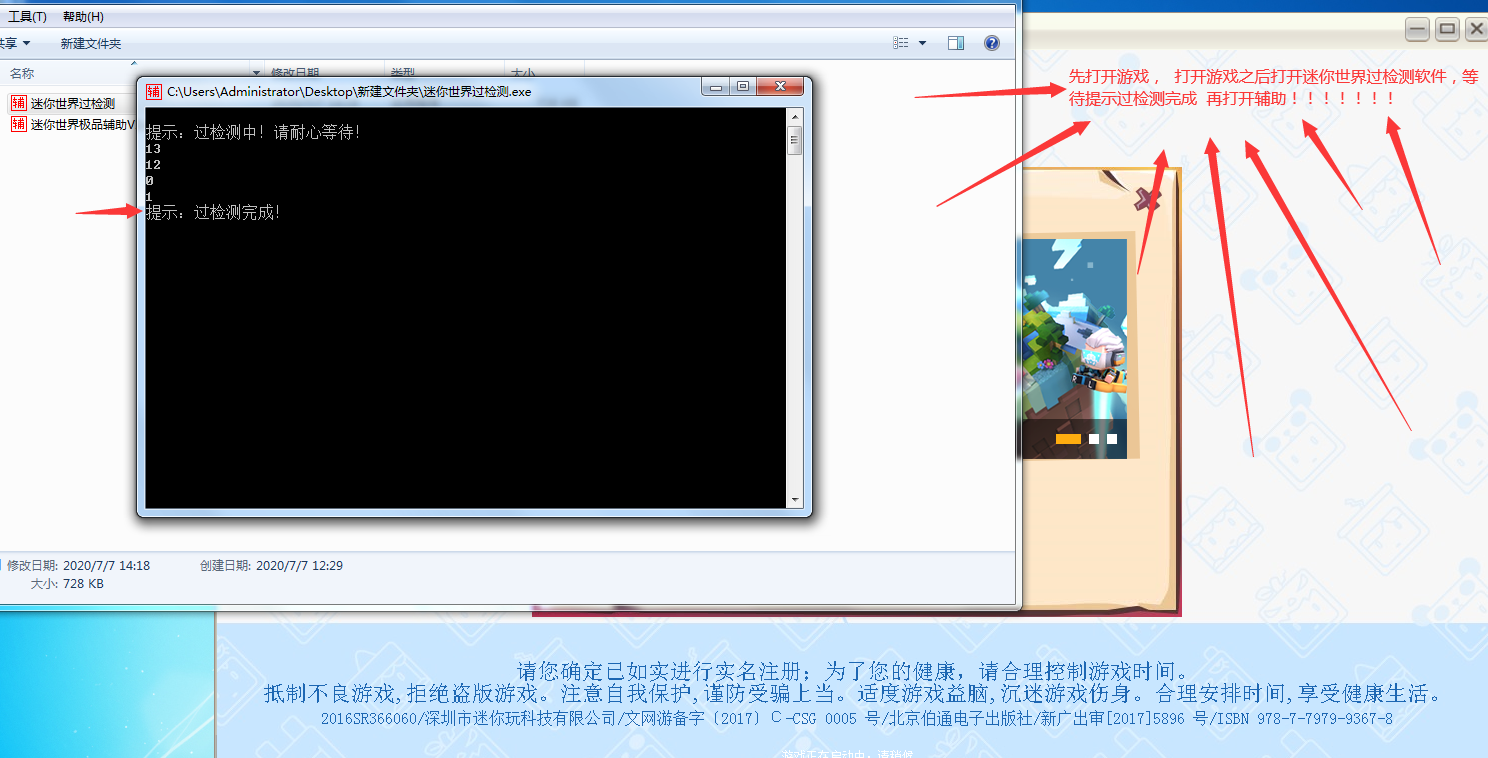 工具(T) 帮助(H)
共享 新建文件夹
名称 修改日期 类型 大小
迷你世界过检测
迷你世界极品辅助V
辅 C:\Users\Administrator\Desktop\新建文件夹\迷你世界过检测.exe
提示：过检测中！请耐心等待！
13
12
0
1
提示：过检测完成！
先打开游戏， 打开游戏之后打开迷你世界过检测软件，等
待提示过检测完成 再打开辅助！！！！！！！
修改日期: 2020/7/7 14:18 创建日期: 2020/7/7 12:29
大小: 728 KB
请您确定已如实进行实名注册；为了您的健康，请合理控制游戏时间。
抵制不良游戏,拒绝盗版游戏。注意自我保护,谨防受骗上当。适度游戏益脑,沉迷游戏伤身。合理安排时间,享受健康生活。
2016SR366060/深圳市迷你玩科技有限公司/文网游备字〔2017〕Ｃ-CSG 0005 号/北京伯通电子出版社/新广出审[2017]5896 号/ISBN 978-7-7979-9367-8
游戏正在启动中，请稍候